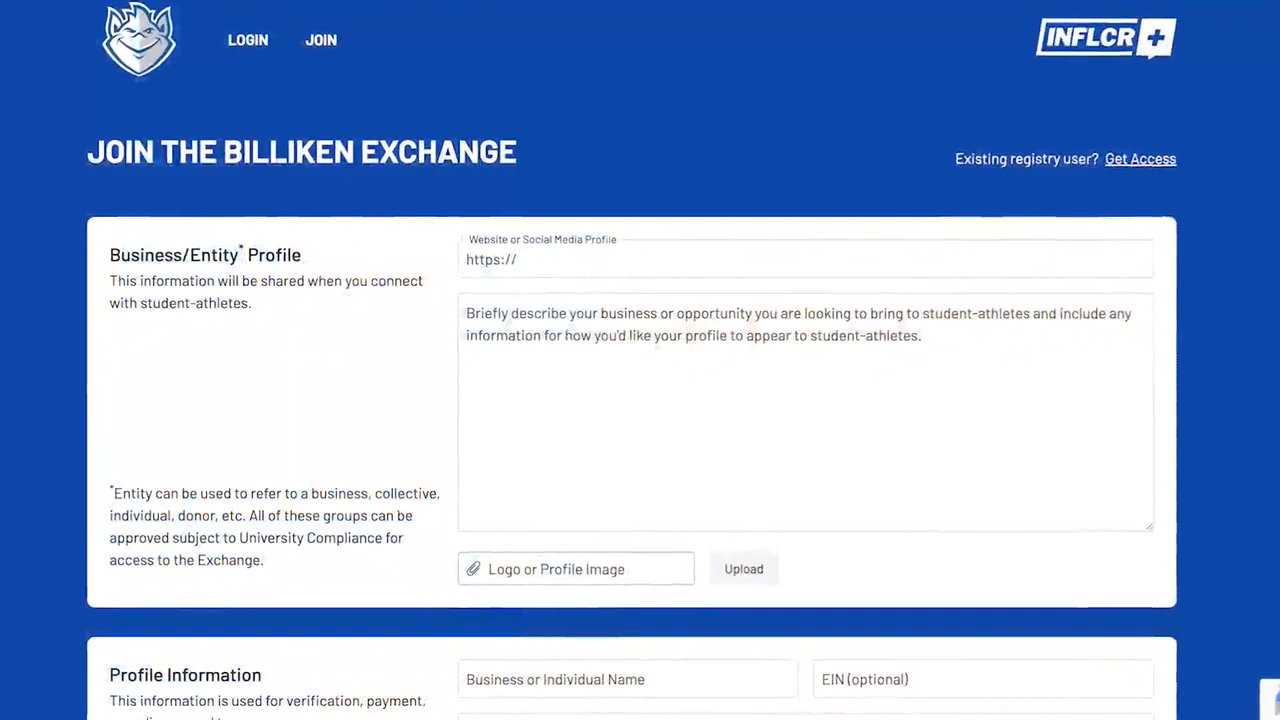 LOGIN JOIN INFLCR+
JOIN THE BILLIKEN EXCHANGE
Existing registry user? Get Access
Business/Entity* Profile
This information will be shared when you connect
with student-athletes.
*Entity can be used to refer to a business, collective,
individual, donor, etc. All of these groups can be
approved subject to University Compliance for
access to the Exchange.
Website or Social Media Profile
https://
Briefly describe your business or opportunity you are looking to bring to student-athletes and include any
information for how you'd like your profile to appear to student-athletes.
Logo or Profile Image Upload
Profile Information
This information is used for verification, payment,
Business or Individual Name EIN (optional)